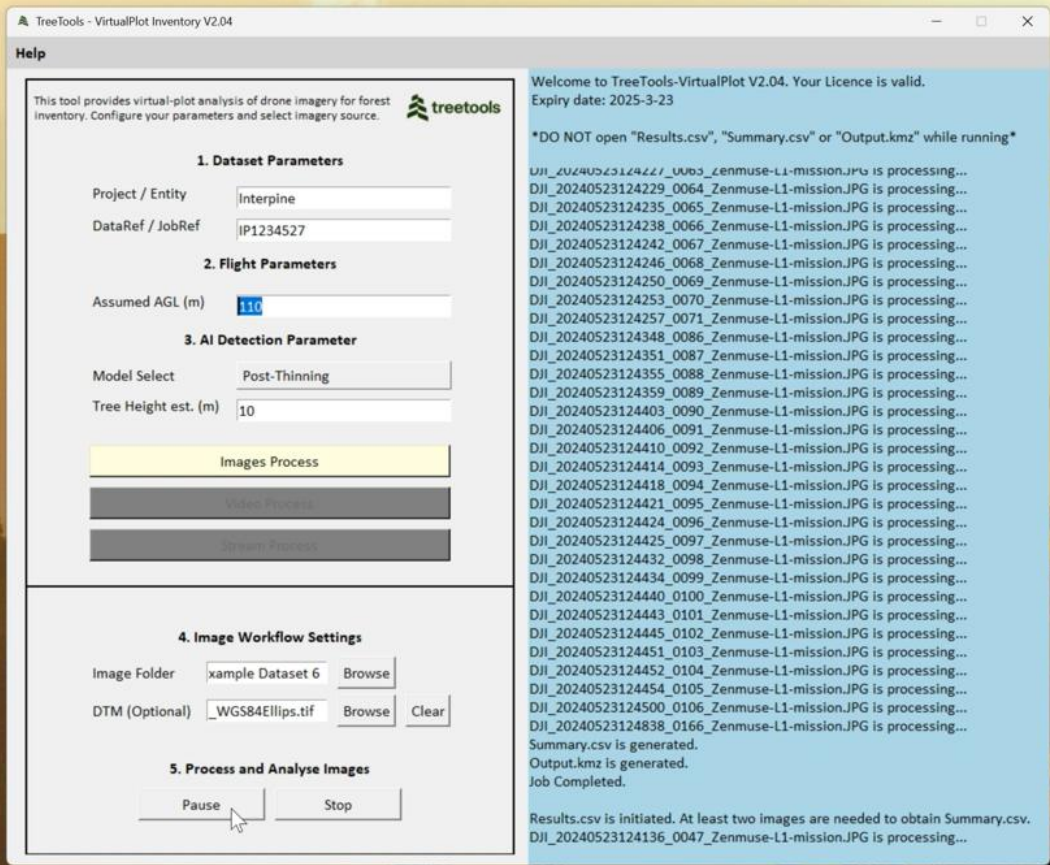 TreeTools - VirtualPlot Inventory V2.04
Help
This tool provides virtual-plot analysis of drone imagery for forest
inventory. Configure your parameters and select imagery source.
treetools
1. Dataset Parameters
Project / Entity Interpine
DataRef / JobRef IP1234527
2. Flight Parameters
Assumed AGL (m) 110
3. AI Detection Parameter
Model Select Post-Thinning
Tree Height est. (m) 10
Images Process
Video Process
Stream Process
4. Image Workflow Settings
Image Folder xample Dataset 6 Browse
DTM (Optional) _WGS84Ellips.tif Browse Clear
5. Process and Analyse Images
Pause Stop
Welcome to TreeTools-VirtualPlot V2.04. Your Licence is valid.
Expiry date: 2025-3-23
*DO NOT open "Results.csv", "Summary.csv" or "Output.kmz" while running*
DJI_20240523124227_0063_Zenmuse-L1-mission.JPG is processing...
DJI_20240523124229_0064_Zenmuse-L1-mission.JPG is processing...
DJI_20240523124235_0065_Zenmuse-L1-mission.JPG is processing...
DJI_20240523124238_0066_Zenmuse-L1-mission.JPG is processing...
DJI_20240523124242_0067_Zenmuse-L1-mission.JPG is processing...
DJI_20240523124246_0068_Zenmuse-L1-mission.JPG is processing...
DJI_20240523124250_0069_Zenmuse-L1-mission.JPG is processing...
DJI_20240523124253_0070_Zenmuse-L1-mission.JPG is processing...
DJI_20240523124257_0071_Zenmuse-L1-mission.JPG is processing...
DJI_20240523124348_0086_Zenmuse-L1-mission.JPG is processing...
DJI_20240523124351_0087_Zenmuse-L1-mission.JPG is processing...
DJI_20240523124355_0088_Zenmuse-L1-mission.JPG is processing...
DJI_20240523124359_0089_Zenmuse-L1-mission.JPG is processing...
DJI_20240523124403_0090_Zenmuse-L1-mission.JPG is processing...
DJI_20240523124406_0091_Zenmuse-L1-mission.JPG is processing...
DJI_20240523124410_0092_Zenmuse-L1-mission.JPG is processing...
DJI_20240523124414_0093_Zenmuse-L1-mission.JPG is processing...
DJI_20240523124418_0094_Zenmuse-L1-mission.JPG is processing...
DJI_20240523124421_0095_Zenmuse-L1-mission.JPG is processing...
DJI_20240523124424_0096_Zenmuse-L1-mission.JPG is processing...
DJI_20240523124425_0097_Zenmuse-L1-mission.JPG is processing...
DJI_20240523124432_0098_Zenmuse-L1-mission.JPG is processing...
DJI_20240523124434_0099_Zenmuse-L1-mission.JPG is processing...
DJI_20240523124440_0100_Zenmuse-L1-mission.JPG is processing...
DJI_20240523124443_0101_Zenmuse-L1-mission.JPG is processing...
DJI_20240523124445_0102_Zenmuse-L1-mission.JPG is processing...
DJI_20240523124451_0103_Zenmuse-L1-mission.JPG is processing...
DJI_20240523124452_0104_Zenmuse-L1-mission.JPG is processing...
DJI_20240523124454_0105_Zenmuse-L1-mission.JPG is processing...
DJI_20240523124500_0106_Zenmuse-L1-mission.JPG is processing...
DJI_20240523124838_0166_Zenmuse-L1-mission.JPG is processing...
Summary.csv is generated.
Output.kmz is generated.
Job Completed.
Results.csv is initiated. At least two images are needed to obtain Summary.csv.
DJI_20240523124136_0047_Zenmuse-L1-mission.JPG is processing...